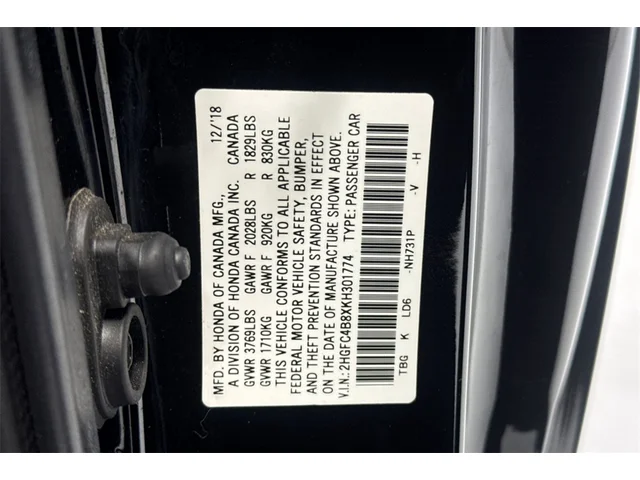 MFD. BY HONDA OF CANADA MFG., 12/'18
A DIVISION OF HONDA CANADA INC. CANADA
GVWR 3769LBS GAWR F 2028LBS R 1829LBS
GVWR 1710KG GAWR F 920KG R 830KG
THIS VEHICLE CONFORMS TO ALL APPLICABLE
FEDERAL MOTOR VEHICLE SAFETY, BUMPER,
AND THEFT PREVENTION STANDARDS IN EFFECT
ON THE DATE OF MANUFACTURE SHOWN ABOVE.
V.I.N.: 2HGFC4B8XKH301774 TYPE: PASSENGER CAR
TBG K LD6 -NH731P -V -H